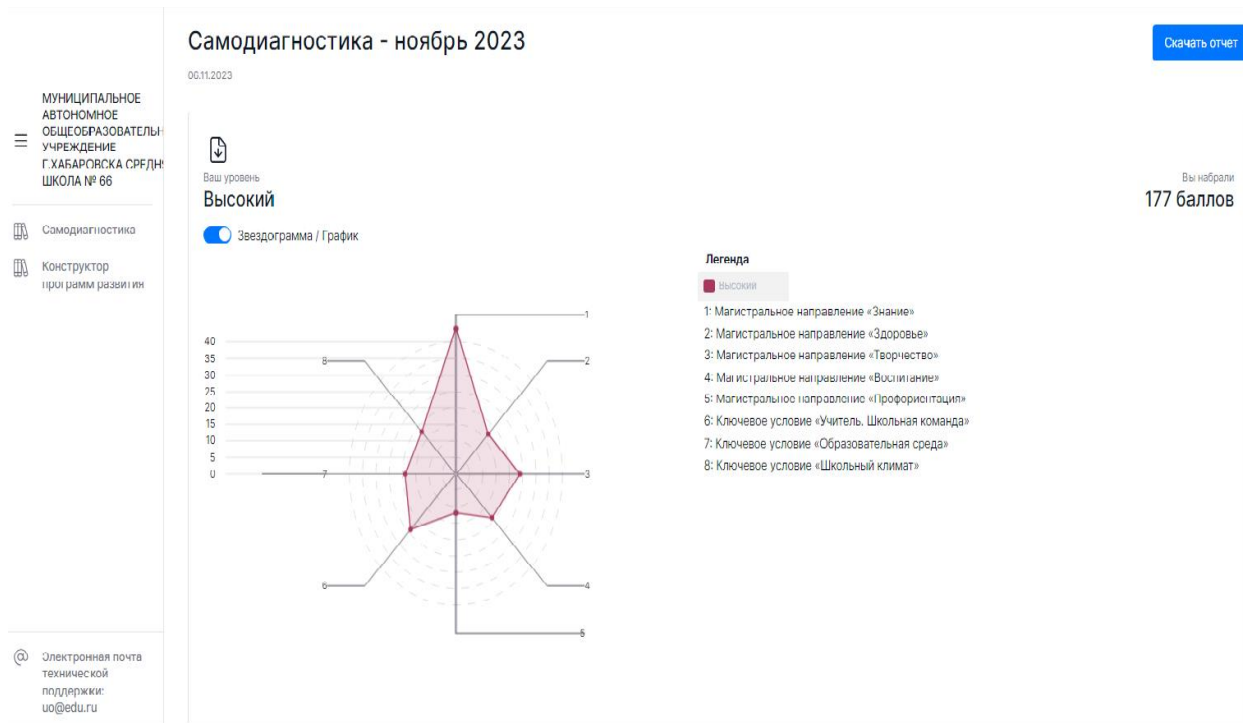 Самодиагностика - ноябрь 2023
Скачать отчет
06.11.2023
МУНИЦИПАЛЬНОЕ
АВТОНОМНОЕ
ОБЩЕОБРАЗОВАТЕЛЬН
УЧРЕЖДЕНИЕ
Г.ХАБАРОВСКА СРЕДНЯ
ШКОЛА № 66
Самодиагностика
Конструктор
программ развития
Ваш уровень
Высокий
Вы набрали
177 баллов
Звездограмма / График
40
35
30
25
20
15
10
5
0
1
2
3
4
5
6
7
8
Легенда
Высокий
1: Магистральное направление «Знание»
2: Магистральное направление «Здоровье»
3: Магистральное направление «Творчество»
4: Магистральное направление «Воспитание»
5: Магистральное направление «Профориентация»
6: Ключевое условие «Учитель. Школьная команда»
7: Ключевое условие «Образовательная среда»
8: Ключевое условие «Школьный климат»
Электронная почта
технической
поддержки:
uo@edu.ru